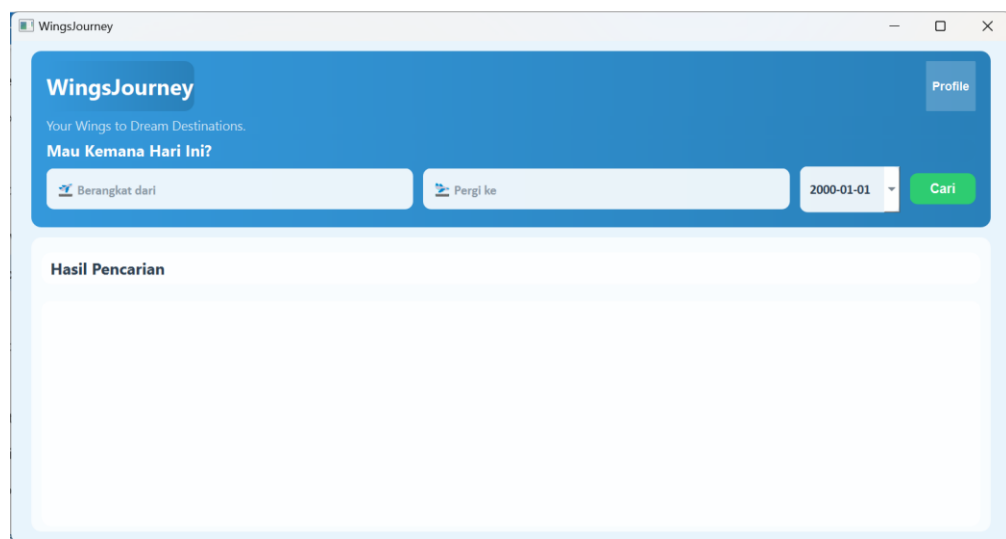 WingsJourney
WingsJourney
Profile
Your Wings to Dream Destinations.
Mau Kemana Hari Ini?
Berangkat dari
Pergi ke
2000-01-01
Cari
Hasil Pencarian